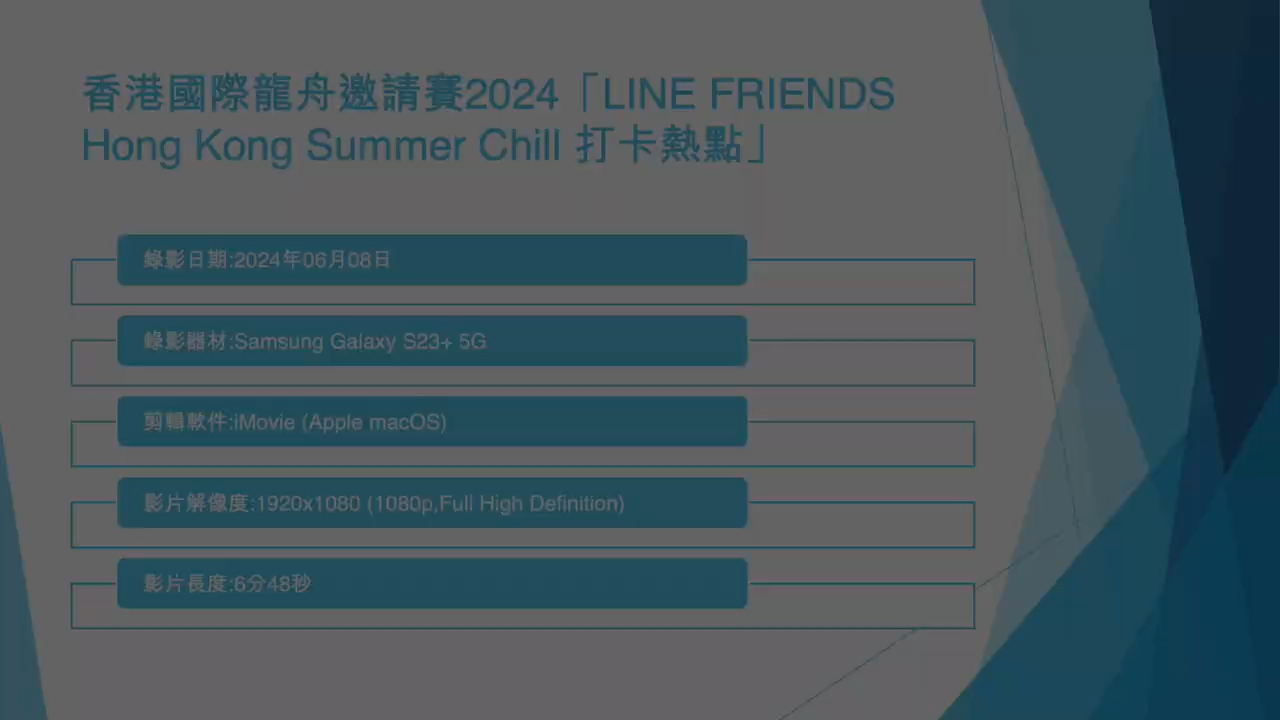 香港國際龍舟邀請賽2024「LINE FRIENDS
Hong Kong Summer Chill 打卡熱點」
錄影日期:2024年06月08日
錄影器材:Samsung Galaxy S23+ 5G
剪輯軟件:iMovie (Apple macOS)
影片解像度:1920x1080 (1080p,Full High Definition)
影片長度:6分48秒